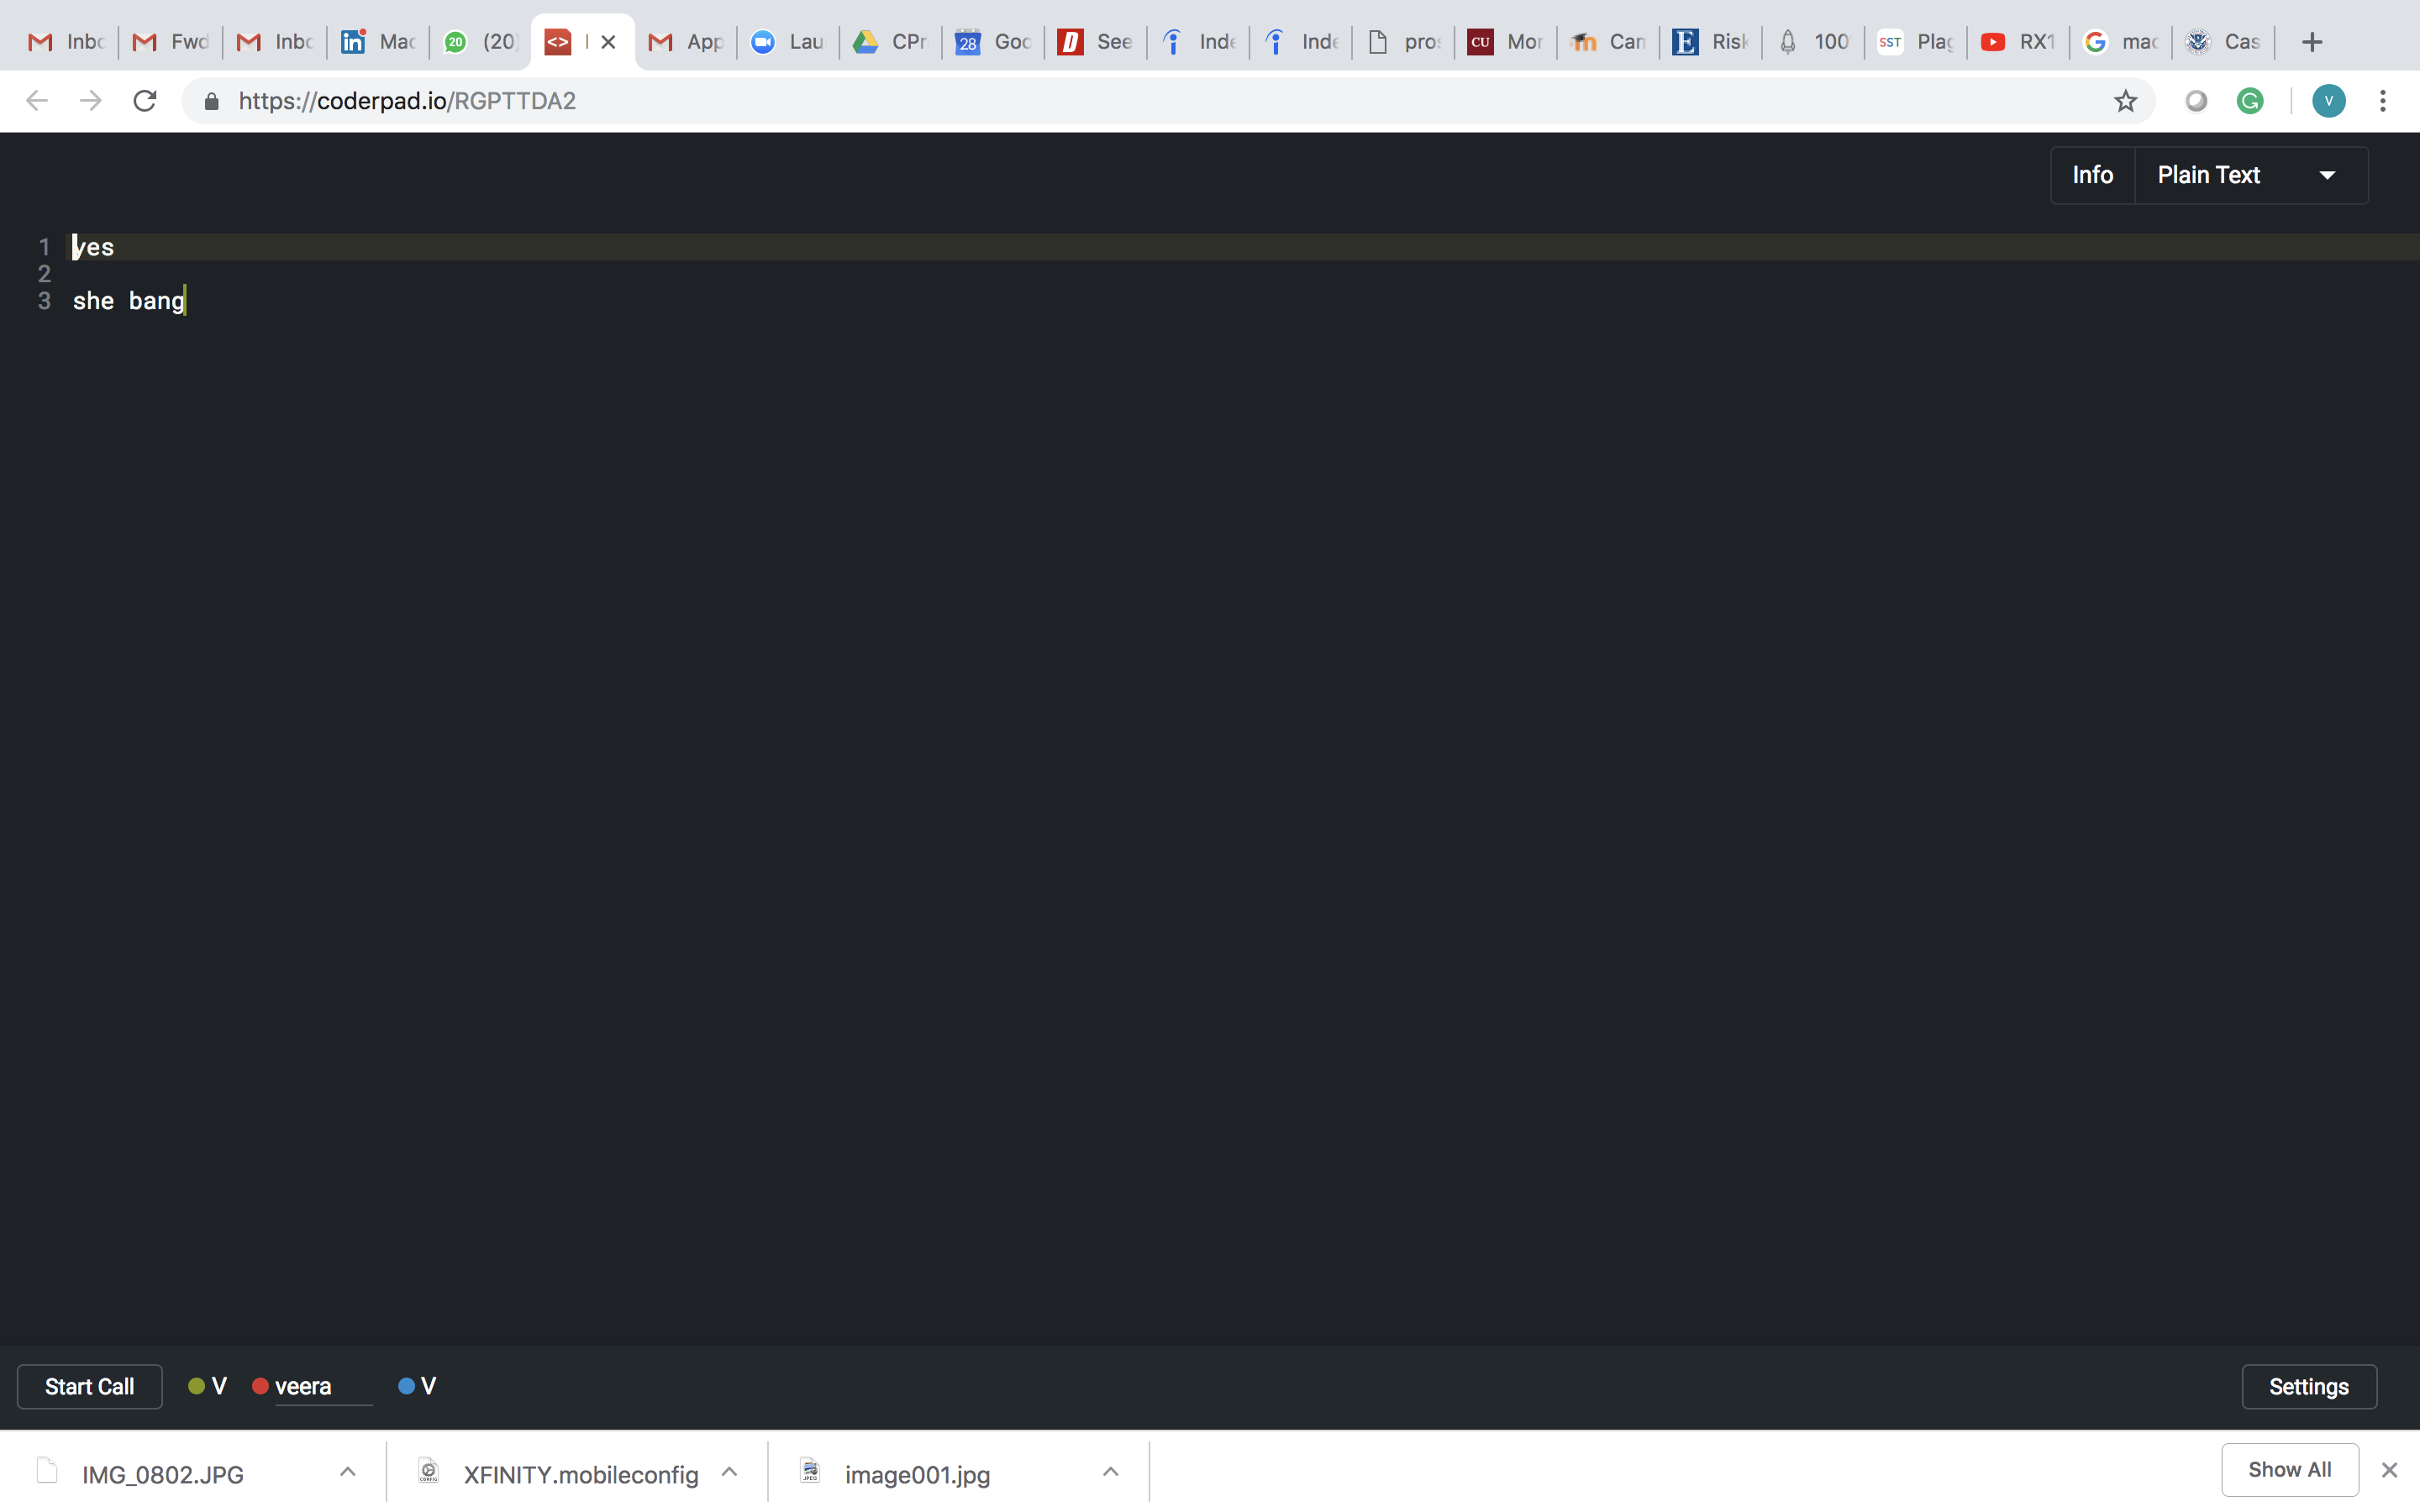 Inbc Fwd Inbc Mac (20) App Lau CPr Goo See Inde Inde pros Mor Can Risk 100 Plag RX1 mac Cas
https://coderpad.io/RGPTTDA2
Info Plain Text
1 yes
2
3 she bang
Start Call V veera V Settings
IMG_0802.JPG XFINITY.mobileconfig image001.jpg Show All